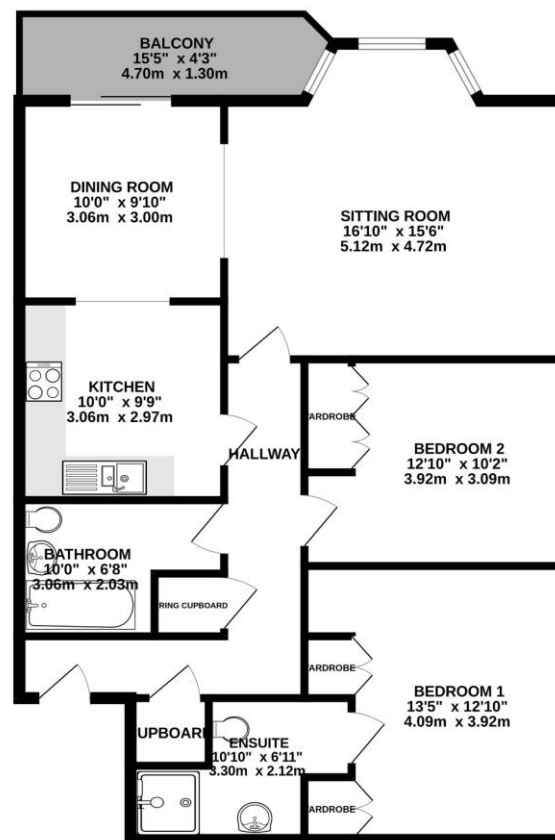 BALCONY
15'5" x 4'3"
4.70m x 1.30m
DINING ROOM
10'0" x 9'10"
3.06m x 3.00m
SITTING ROOM
16'10" x 15'6"
5.12m x 4.72m
KITCHEN
10'0" x 9'9"
3.06m x 2.97m
HALLWAY
ARDROBE
BEDROOM 2
12'10" x 10'2"
3.92m x 3.09m
BATHROOM
10'0" x 6'8"
3.06m x 2.03m
RING CUPBOARD
ARDROBE
BEDROOM 1
13'5" x 12'10"
4.09m x 3.92m
UPBOARD
ENSUITE
10'10" x 6'11"
3.30m x 2.12m
ARDROBE